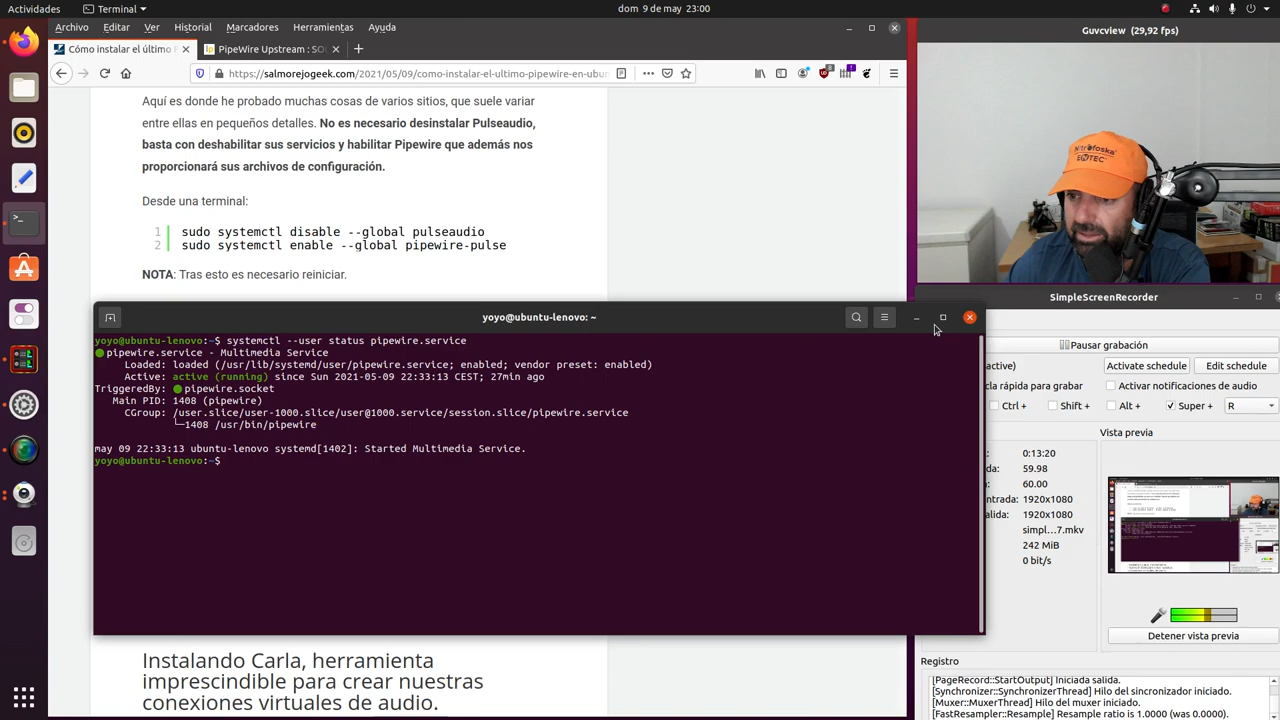 Actividades
Terminal
dom 9 de may 23:00
Archivo Editar Ver Historial Marcadores Herramientas Ayuda
Cómo instalar el último
PipeWire Upstream : SO
https://salmorejogeek.com/2021/05/09/como-instalar-el-ultimo-pipewire-en-ubun
Aquí es donde he probado muchas cosas de varios sitios, que suele variar
entre ellas en pequeños detalles. No es necesario desinstalar Pulseaudio,
basta con deshabilitar sus servicios y habilitar Pipewire que además nos
proporcionará sus archivos de configuración.
Desde una terminal:
1 sudo systemctl disable --global pulseaudio
2 sudo systemctl enable --global pipewire-pulse
NOTA: Tras esto es necesario reiniciar.
yoyo@ubuntu-lenovo: ~
yoyo@ubuntu-lenovo:~$ systemctl --user status pipewire.service
pipewire.service - Multimedia Service
Loaded: loaded (/usr/lib/systemd/user/pipewire.service; enabled; vendor preset: enabled)
Active: active (running) since Sun 2021-05-09 22:33:13 CEST; 27min ago
TriggeredBy: ● pipewire.socket
Main PID: 1408 (pipewire)
CGroup: /user.slice/user-1000.slice/user@1000.service/session.slice/pipewire.service
└─1408 /usr/bin/pipewire
may 09 22:33:13 ubuntu-lenovo systemd[1402]: Started Multimedia Service.
yoyo@ubuntu-lenovo:~$
Instalando Carla, herramienta
imprescindible para crear nuestras
conexiones virtuales de audio.
Guvcview (29,92 fps)
Nitrofoska
SimpleScreenRecorder
Pausar grabación
active)
Activate schedule
Edit schedule
cla rápida para grabar
Activar notificaciones de audio
Ctrl +
Shift +
Alt +
Super +
R
Vista previa
0:13:20
da: 59.98
60.00
ntrada: 1920x1080
alida: 1920x1080
simpl...7.mkv
242 MiB
0 bit/s
Detener vista previa
Registro
[PageRecord::StartOutput] Iniciada salida.
[Synchronizer::SynchronizerThread] Hilo del sincronizador iniciado.
[Muxer::MuxerThread] Hilo del muxer iniciado.
[FastResampler::Resample] Resample ratio is 1.0000 (was 0.0000).